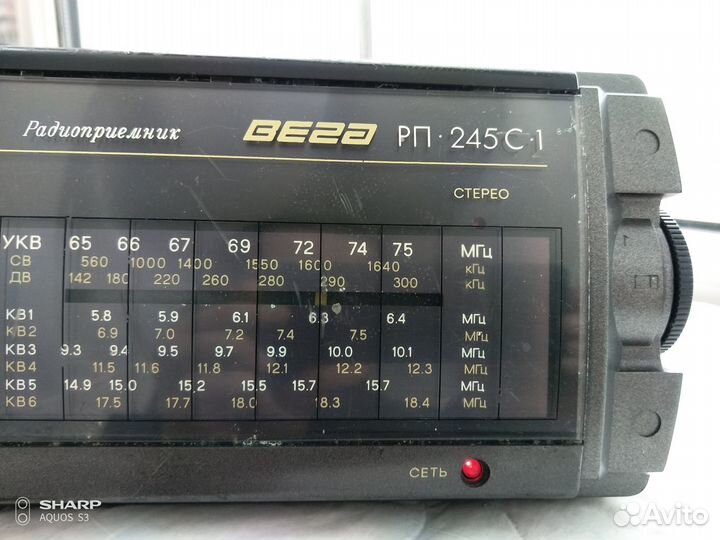 Радиоприемник ВЕГА РП·245С·1
СТЕРЕО
УКВ 65 66 67 69 72 74 75 МГц
СВ 560 1000 1400 1550 1600 1640 кГц
ДВ 142 180 220 260 280 290 300 кГц
КВ1 5.8 5.9 6.1 6.3 6.4 МГц
КВ2 6.9 7.0 7.2 7.4 7.5 МГц
КВ3 9.3 9.4 9.5 9.7 9.9 10.0 10.1 МГц
КВ4 11.5 11.6 11.8 12.1 12.2 12.3 МГц
КВ5 14.9 15.0 15.2 15.5 15.7 15.7 МГц
КВ6 17.5 17.7 18.0 18.3 18.4 МГц
СЕТЬ
SHARP
AQUOS S3
Avito